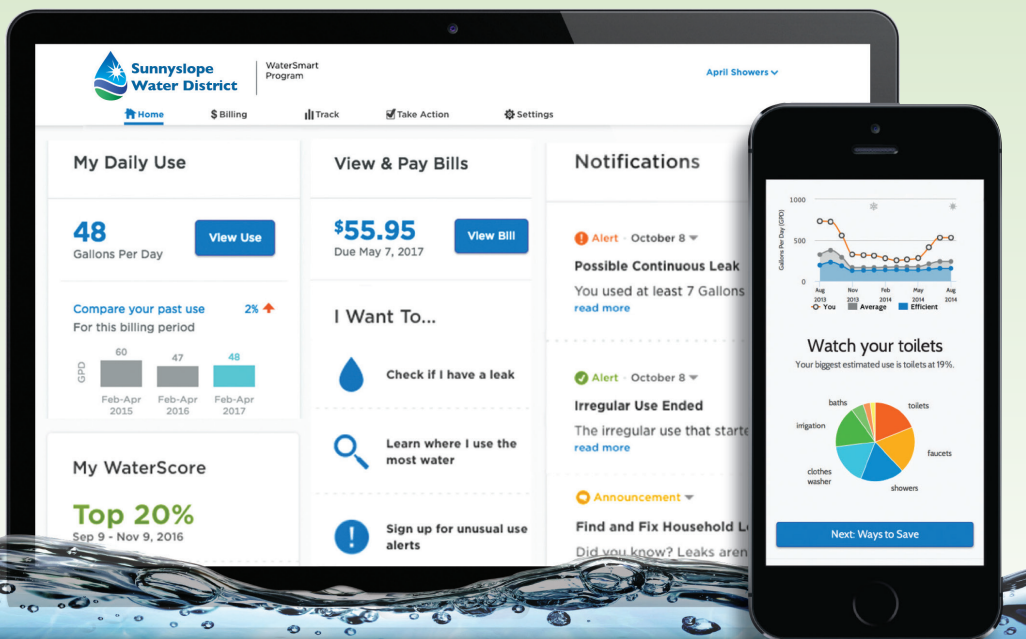 Sunnyslope
Water District
WaterSmart
Program
April Showers
Home
$ Billing
Track
Take Action
Settings
My Daily Use
48
Gallons Per Day
View Use
Compare your past use
2%
For this billing period
GPD
60
47
48
Feb-Apr
2015
Feb-Apr
2016
Feb-Apr
2017
My WaterScore
Top 20%
Sep 9 - Nov 9, 2016
View & Pay Bills
$55.95
Due May 7, 2017
View Bill
I Want To...
Check if I have a leak
Learn where I use the
most water
Sign up for unusual use
alerts
Notifications
Alert · October 8
Possible Continuous Leak
You used at least 7 Gallons
read more
Alert · October 8
Irregular Use Ended
The irregular use that starte
read more
Announcement
Find and Fix Household L
Did you know? Leaks aren
Gallons Per Day (GPD)
1000
500
0
Aug
2013
Nov
2013
Feb
2014
May
2014
Aug
2014
You
Average
Efficient
Watch your toilets
Your biggest estimated use is toilets at 19%.
baths
toilets
irrigation
faucets
clothes
washer
showers
Next: Ways to Save